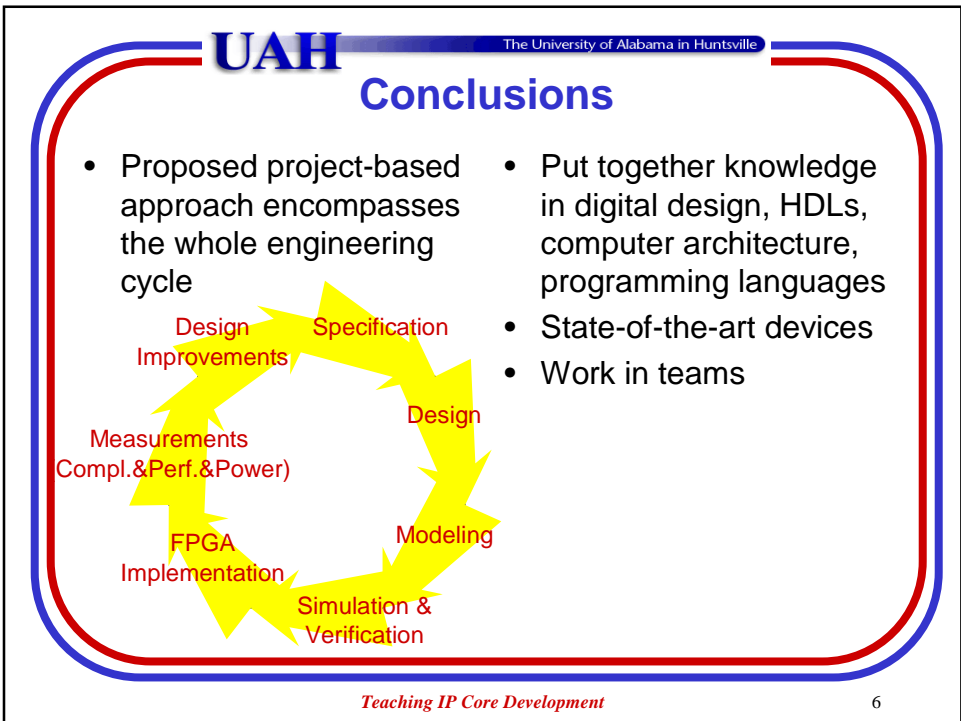 UAH
The University of Alabama in Huntsville
Conclusions
• Proposed project-based
approach encompasses
the whole engineering
cycle
Design
Improvements
Specification
Design
Modeling
Simulation &
Verification
FPGA
Implementation
Measurements
Compl.&Perf.&Power)
• Put together knowledge
in digital design, HDLs,
computer architecture,
programming languages
• State-of-the-art devices
• Work in teams
Teaching IP Core Development
6